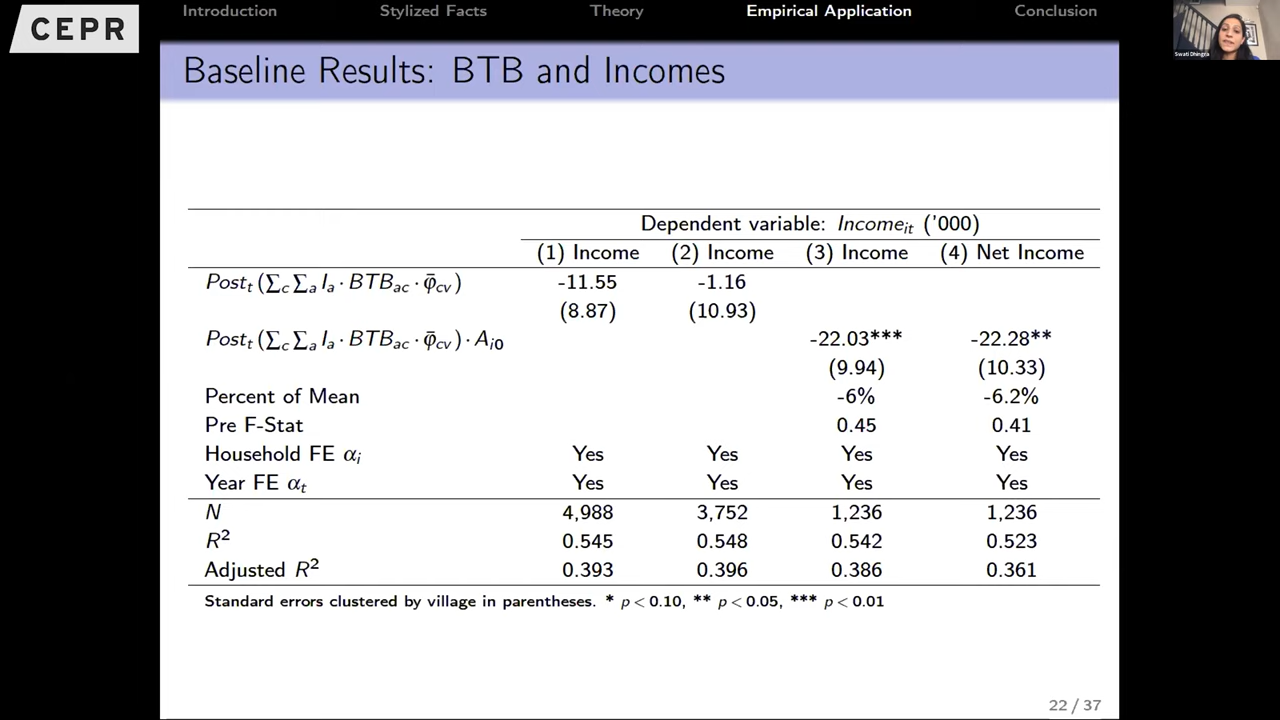 CEPR
Introduction Stylized Facts Theory Empirical Application Conclusion
Swati Dhingra
Baseline Results: BTB and Incomes
Dependent variable: Income_it ('000)
(1) Income (2) Income (3) Income (4) Net Income
Post_t (∑_c ∑_a I_a · BTB_ac · φ̄_cv) -11.55 -1.16
(8.87) (10.93)
Post_t (∑_c ∑_a I_a · BTB_ac · φ̄_cv) · A_i0 -22.03*** -22.28**
(9.94) (10.33)
Percent of Mean -6% -6.2%
Pre F-Stat 0.45 0.41
Household FE α_i Yes Yes Yes Yes
Year FE α_t Yes Yes Yes Yes
N 4,988 3,752 1,236 1,236
R² 0.545 0.548 0.542 0.523
Adjusted R² 0.393 0.396 0.386 0.361
Standard errors clustered by village in parentheses. * p < 0.10, ** p < 0.05, *** p < 0.01
22 / 37